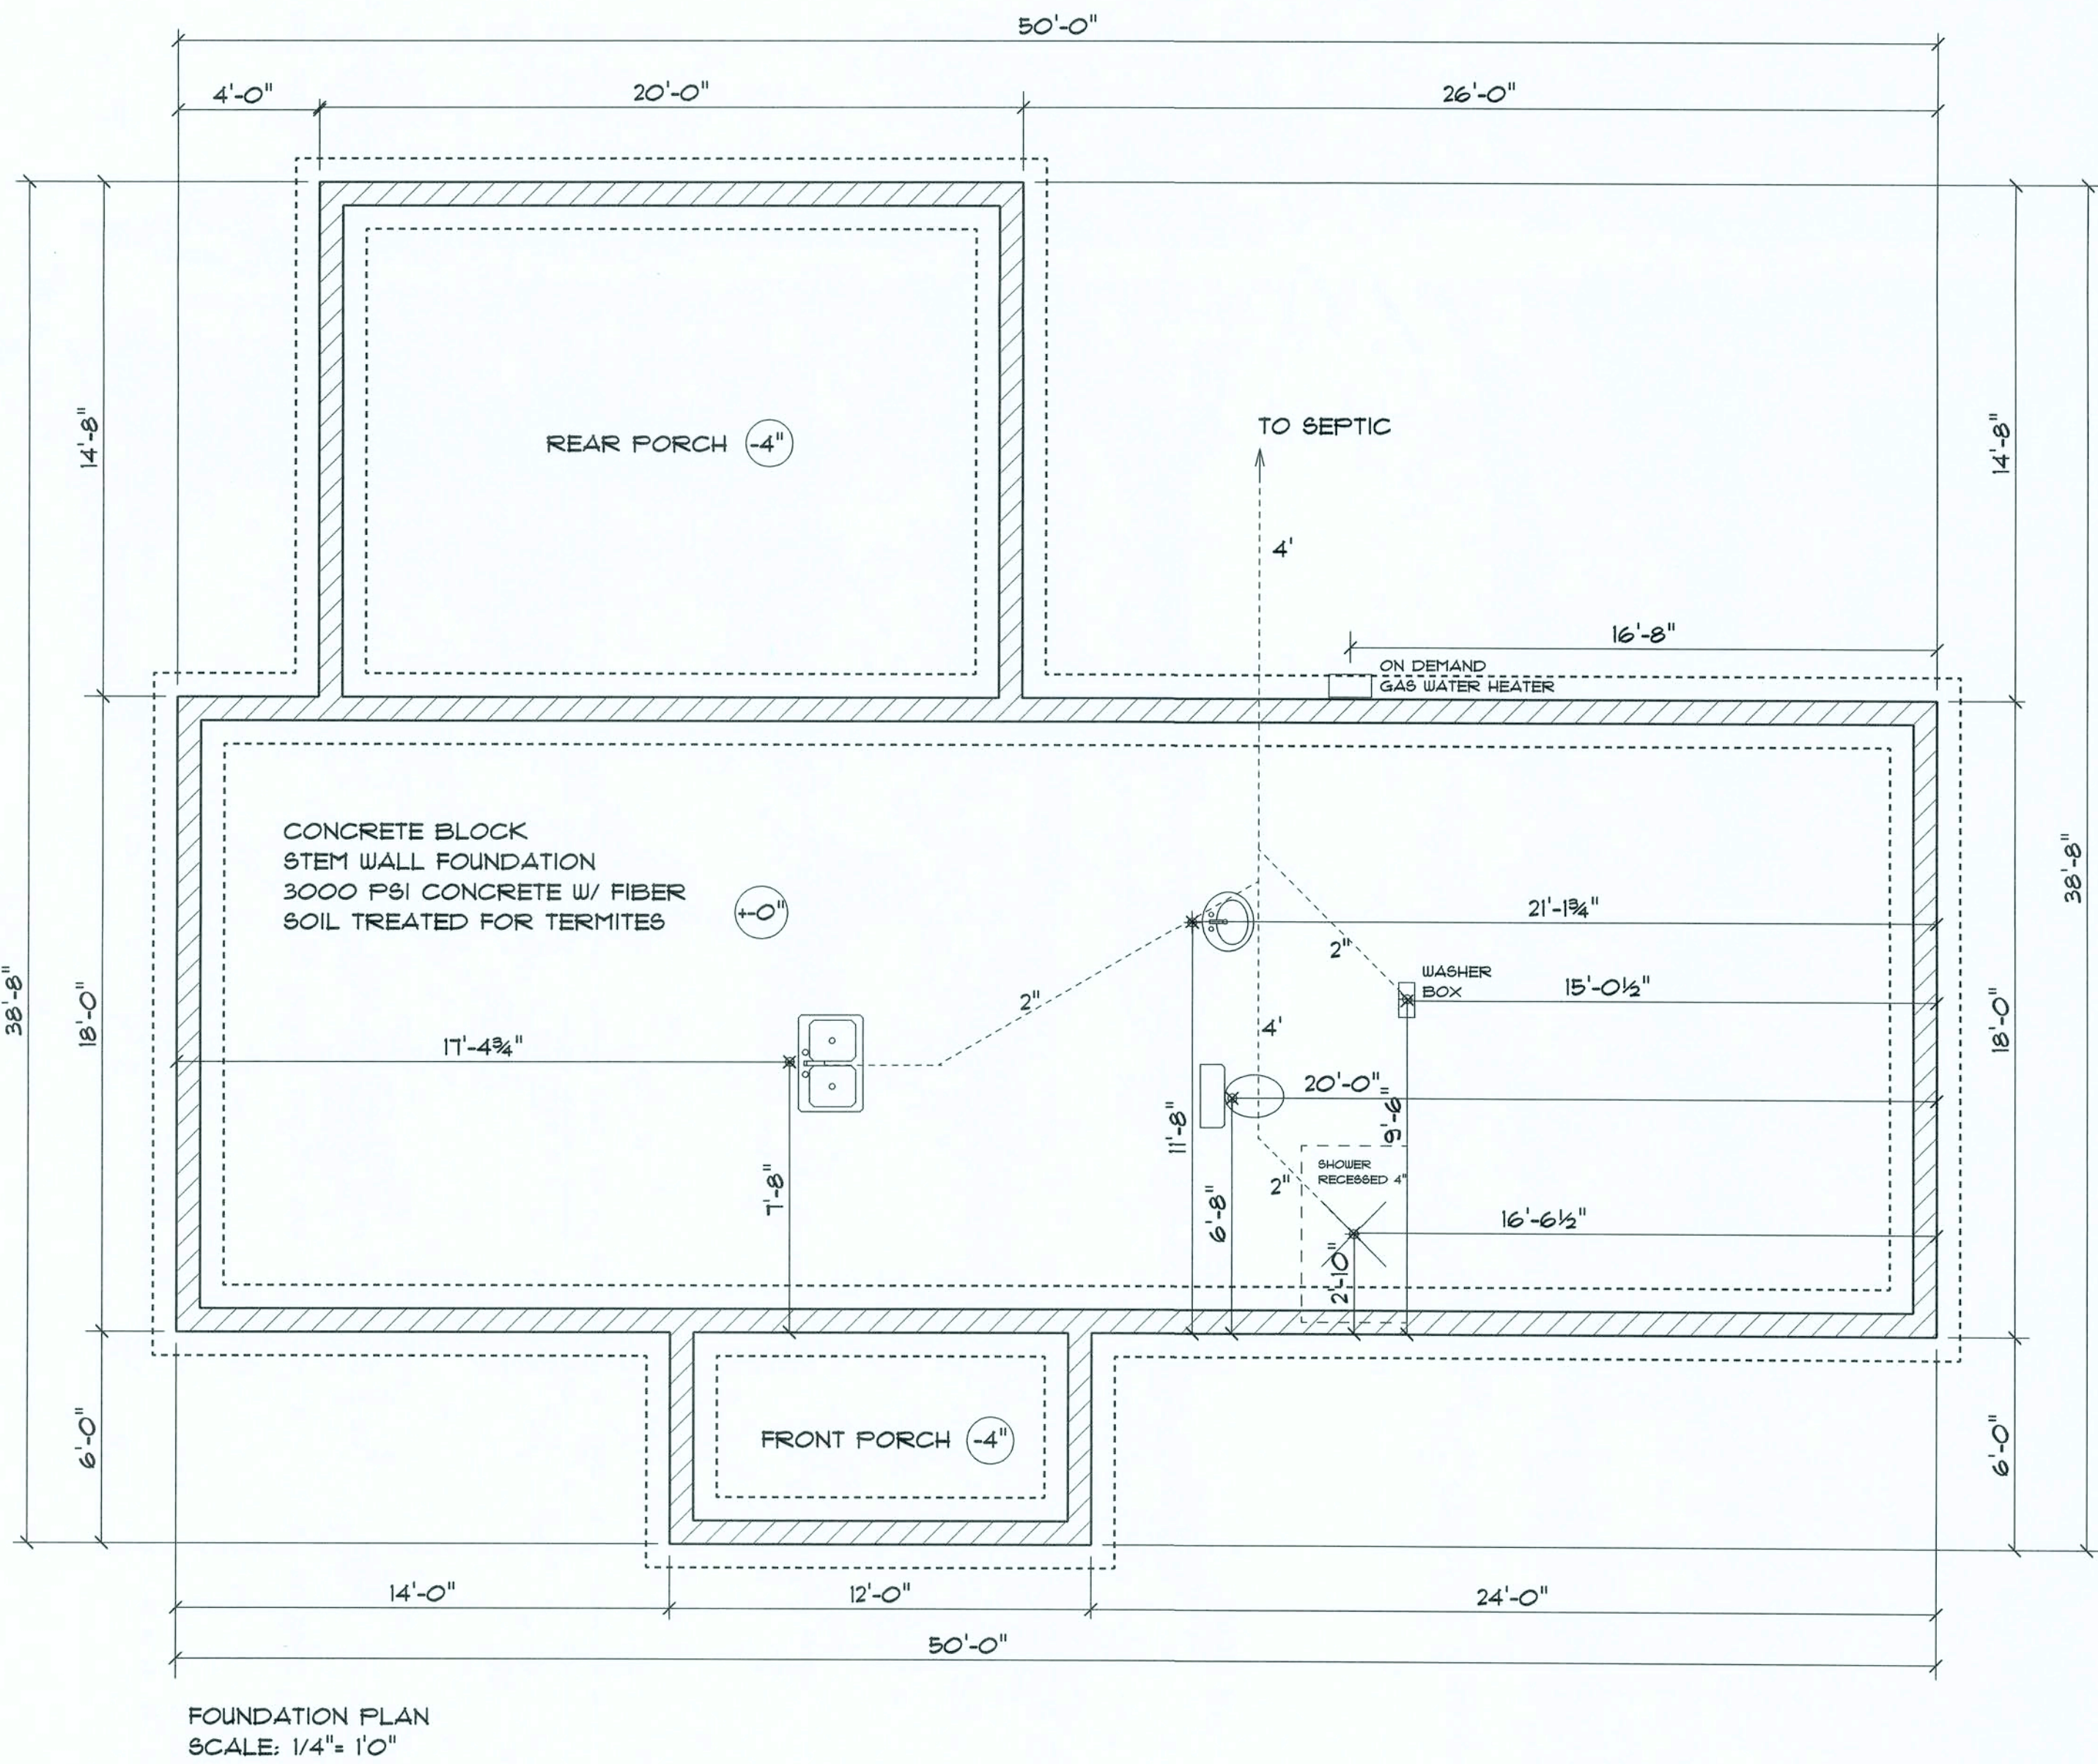 50'-0"
4'-0"
20'-0"
26'-0"
14'-8"
REAR PORCH -4"
TO SEPTIC
14'-8"
4'
16'-8"
ON DEMAND
GAS WATER HEATER
38'-8"
CONCRETE BLOCK
STEM WALL FOUNDATION
3000 PSI CONCRETE W/ FIBER
SOIL TREATED FOR TERMITES
+-0"
21'-1¾"
2"
WASHER
BOX
15'-0½"
38'-8"
18'-0"
2"
4'
18'-0"
17'-4¾"
20'-0"
9'-6"
11'-8"
7'-8"
SHOWER
RECESSED 4"
2"
6'-8"
16'-6½"
2'-10"
6'-0"
FRONT PORCH -4"
6'-0"
14'-0"
12'-0"
24'-0"
50'-0"
FOUNDATION PLAN
SCALE: 1/4"= 1'0"